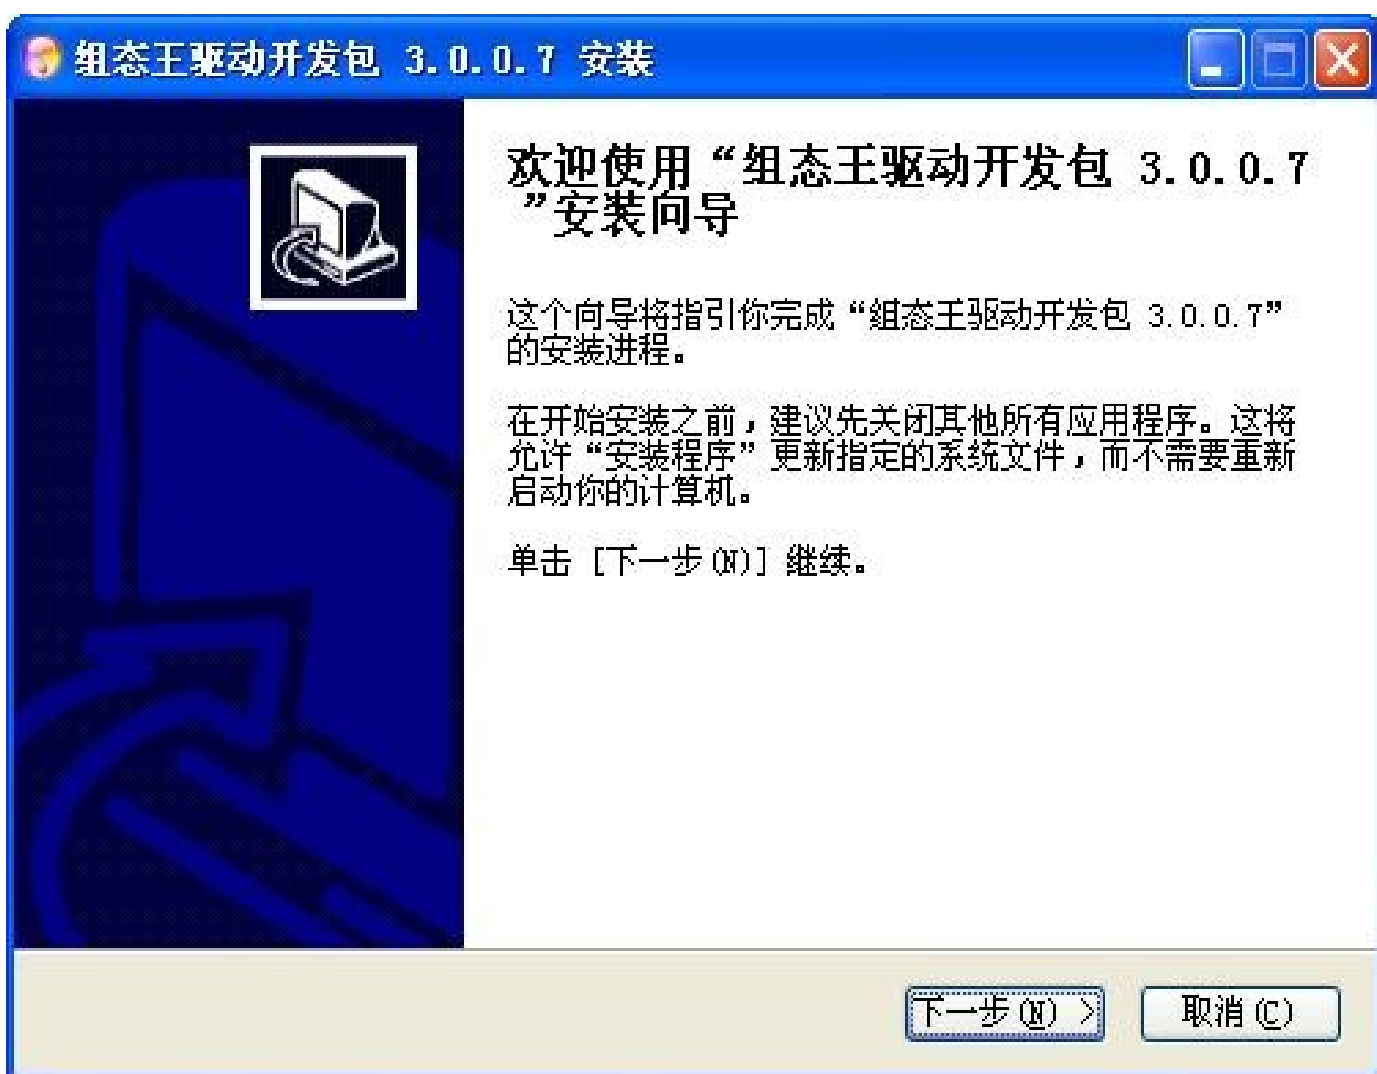 组态王驱动开发包 3.0.0.7 安装
欢迎使用“组态王驱动开发包 3.0.0.7
”安装向导
这个向导将指引你完成“组态王驱动开发包 3.0.0.7”
的安装进程。
在开始安装之前，建议先关闭其他所有应用程序。这将
允许“安装程序”更新指定的系统文件，而不需要重新
启动你的计算机。
单击 [下一步(N)] 继续。
下一步(N) >
取消(C)